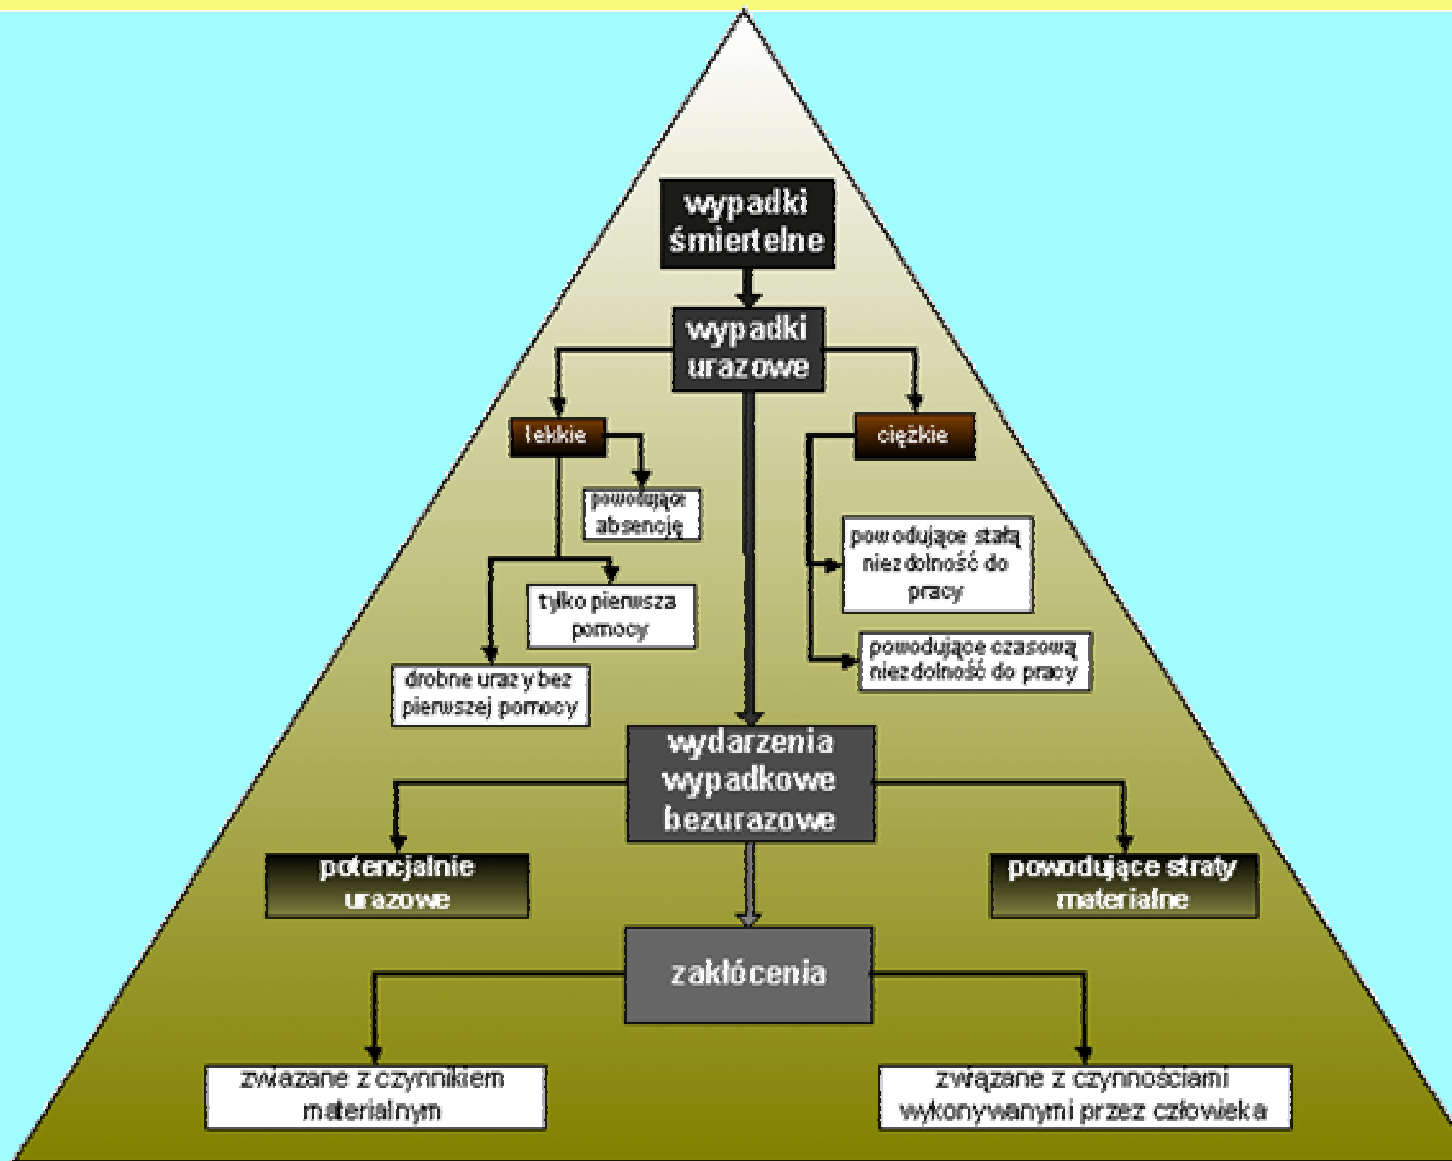 wypadki
śmiertelne
wypadki
urazowe
lekkie
ciężkie
powodujące
absencję
powodujące stałą
niezdolność do
pracy
tylko pierwsza
pomocy
powodujące czasową
niezdolność do pracy
drobne urazy bez
pierwszej pomocy
wydarzenia
wypadkowe
bezurazowe
potencjalnie
urazowe
powodujące straty
materialne
zakłócenia
zwiazane z czynnikiem
materialnym
związane z czynnościami
wykonywanymi przez człowieka